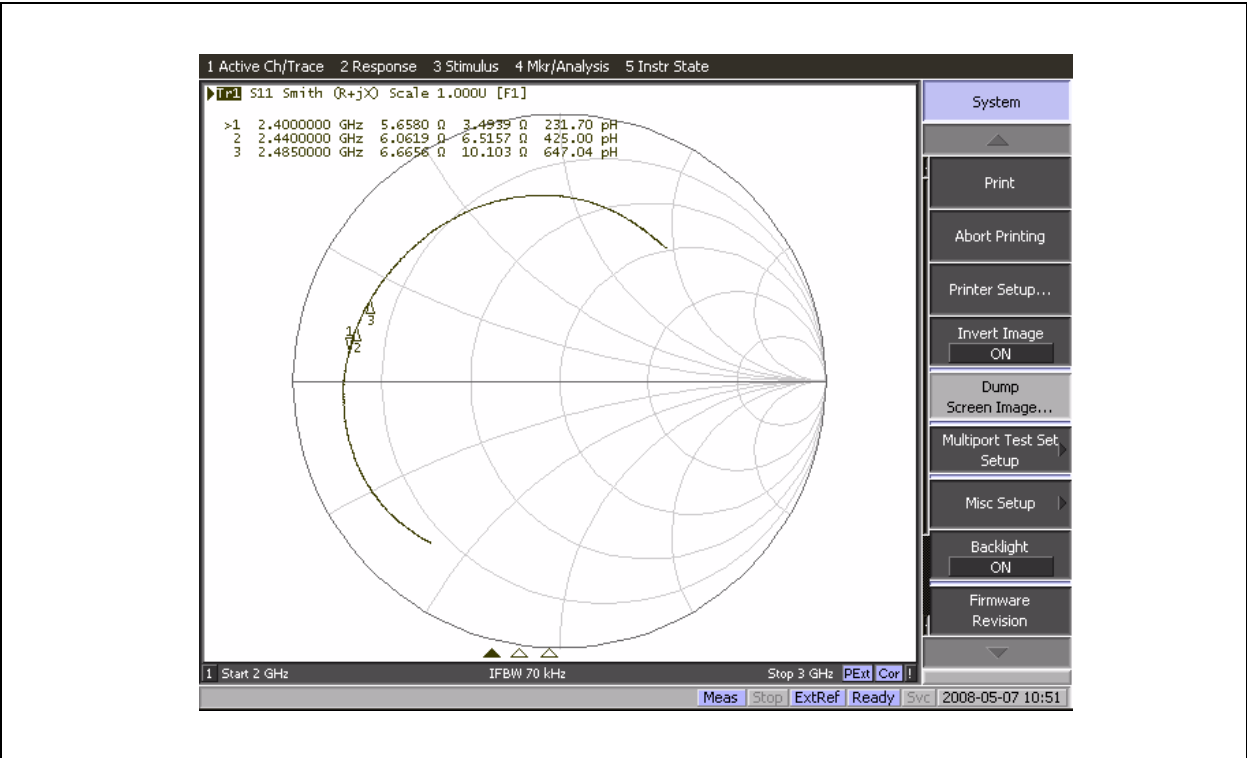 1 Active Ch/Trace 2 Response 3 Stimulus 4 Mkr/Analysis 5 Instr State
Tr1 S11 Smith (R+jX) Scale 1.000U [F1]
>1 2.4000000 GHz 5.6580 Ω 3.4939 Ω 231.70 pH
2 2.4400000 GHz 6.0619 Ω 6.5157 Ω 425.00 pH
3 2.4850000 GHz 6.6656 Ω 10.103 Ω 647.04 pH
3
1
2
1 Start 2 GHz IFBW 70 kHz Stop 3 GHz PExt Cor !
Meas Stop ExtRef Ready Svc 2008-05-07 10:51
System
Print
Abort Printing
Printer Setup...
Invert Image
ON
Dump
Screen Image...
Multiport Test Set
Setup
Misc Setup
Backlight
ON
Firmware
Revision